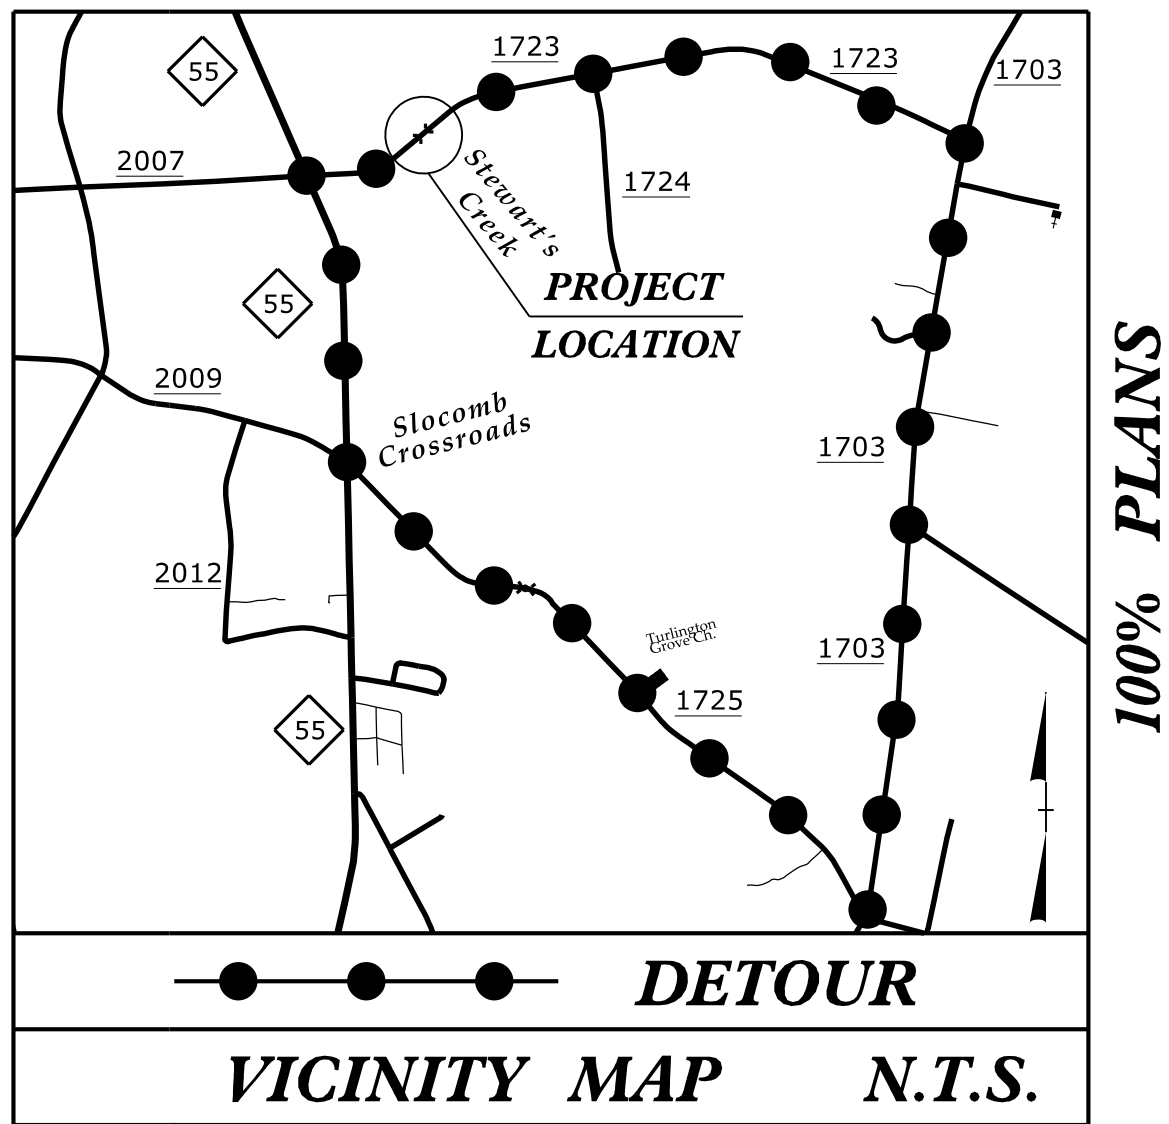 1723
1723
1703
55
2007
1724
Stewart's
Creek
55
PROJECT
LOCATION
2009
Slocomb
Crossroads
1703
2012
Turlington
Grove Ch.
1703
1725
55
100% PLANS
DETOUR
VICINITY MAP N.T.S.